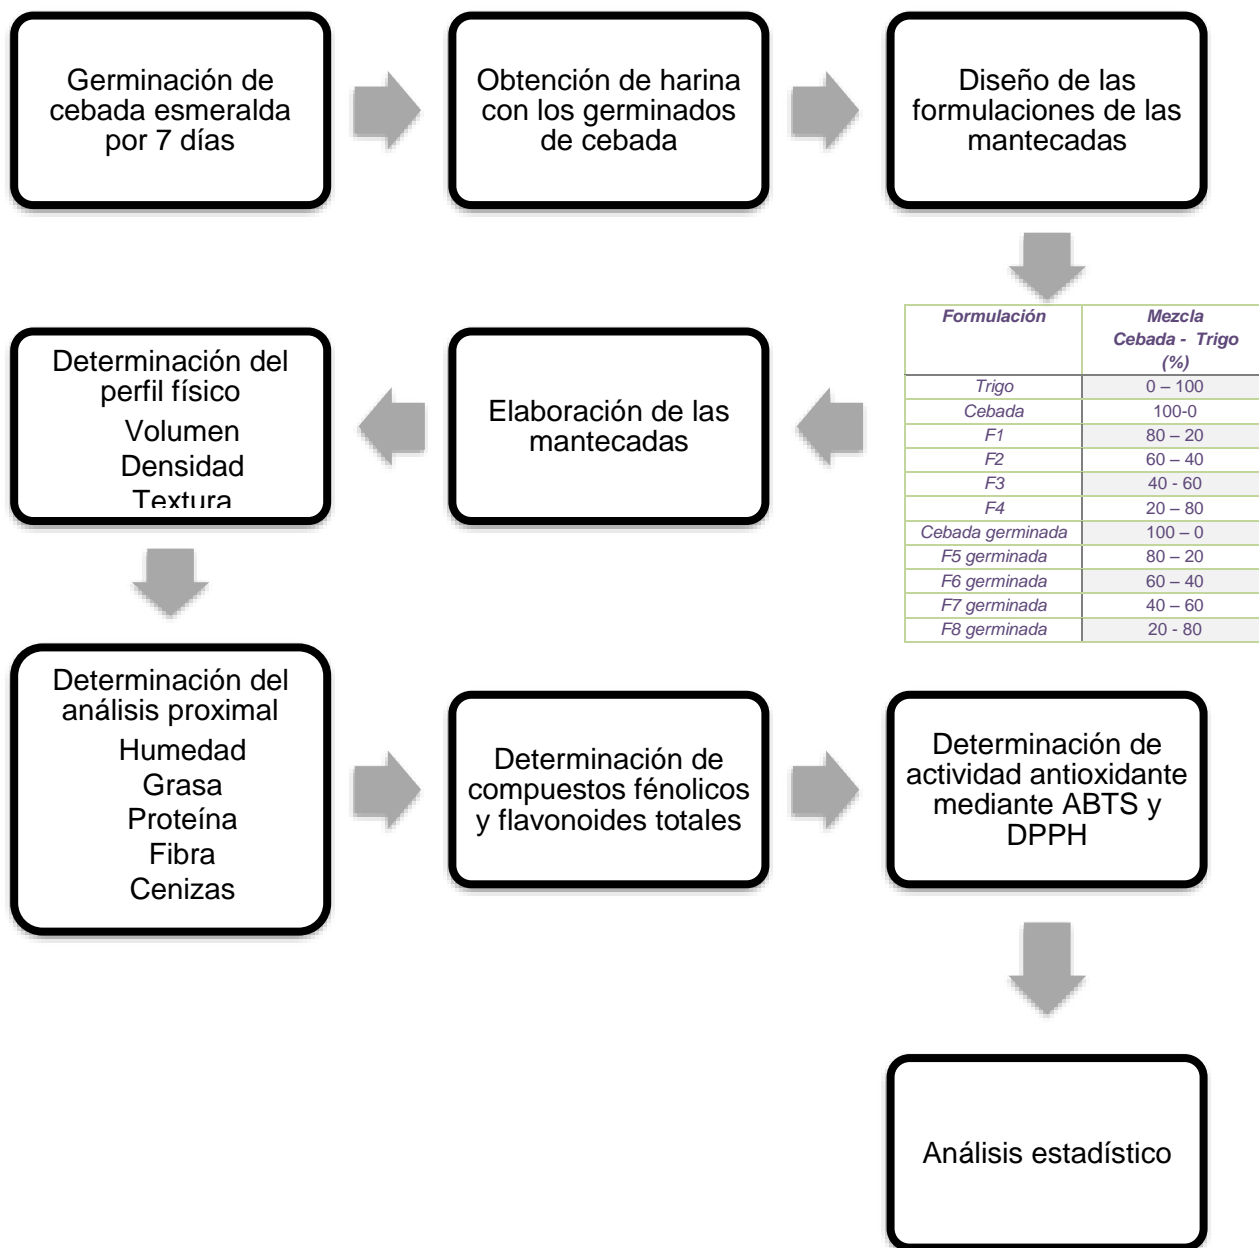 Germinación de
cebada esmeralda
por 7 días
Obtención de harina
con los germinados
de cebada
Diseño de las
formulaciones de las
mantecadas
Formulación Mezcla
Cebada - Trigo
(%)
Trigo 0 – 100
Cebada 100-0
F1 80 – 20
F2 60 – 40
F3 40 - 60
F4 20 – 80
Cebada germinada 100 – 0
F5 germinada 80 – 20
F6 germinada 60 – 40
F7 germinada 40 – 60
F8 germinada 20 - 80
Elaboración de las
mantecadas
Determinación del
perfil físico
Volumen
Densidad
Textura
Determinación del
análisis proximal
Humedad
Grasa
Proteína
Fibra
Cenizas
Determinación de
compuestos fénolicos
y flavonoides totales
Determinación de
actividad antioxidante
mediante ABTS y
DPPH
Análisis estadístico